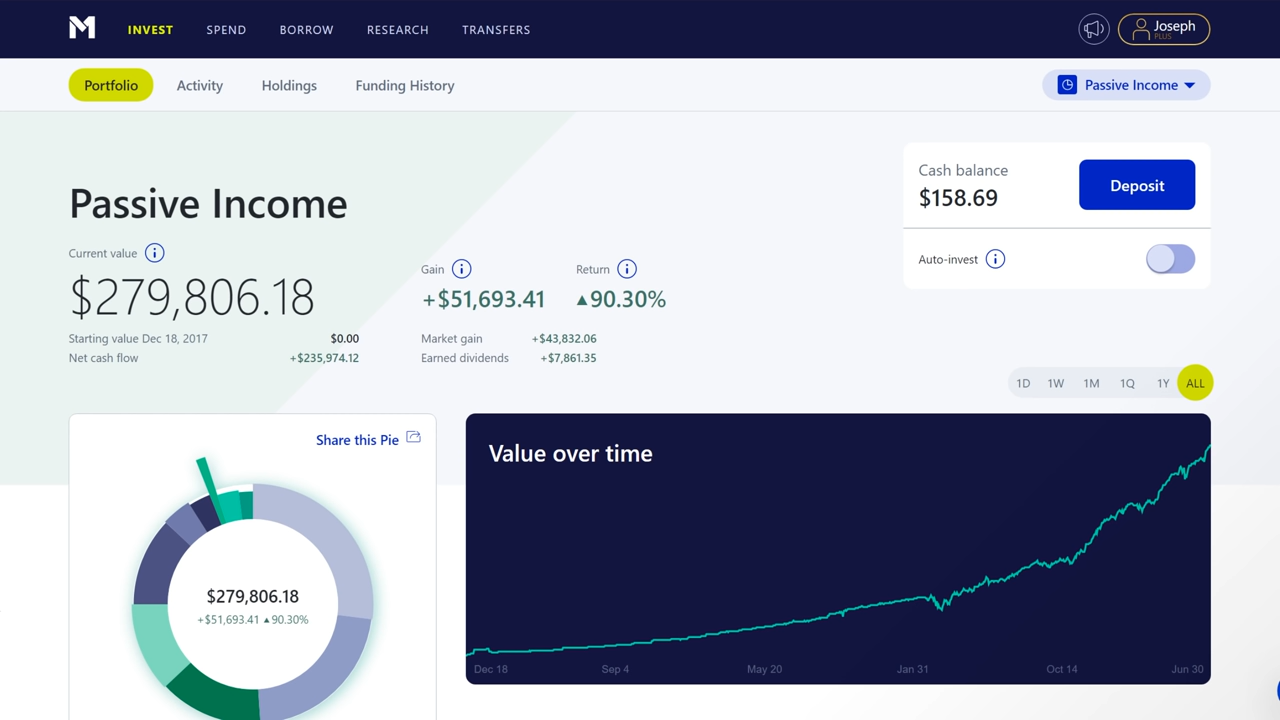 M INVEST SPEND BORROW RESEARCH TRANSFERS Joseph
PLUS
Portfolio Activity Holdings Funding History Passive Income
Cash balance
$158.69
Deposit
Passive Income
Auto-invest
Current value
$279,806.18
Gain Return
+$51,693.41 ▲90.30%
Starting value Dec 18, 2017 $0.00
Net cash flow +$235,974.12
Market gain +$43,832.06
Earned dividends +$7,861.35
1D 1W 1M 1Q 1Y ALL
Share this Pie
$279,806.18
+$51,693.41 ▲90.30%
Value over time
Dec 18 Sep 4 May 20 Jan 31 Oct 14 Jun 30